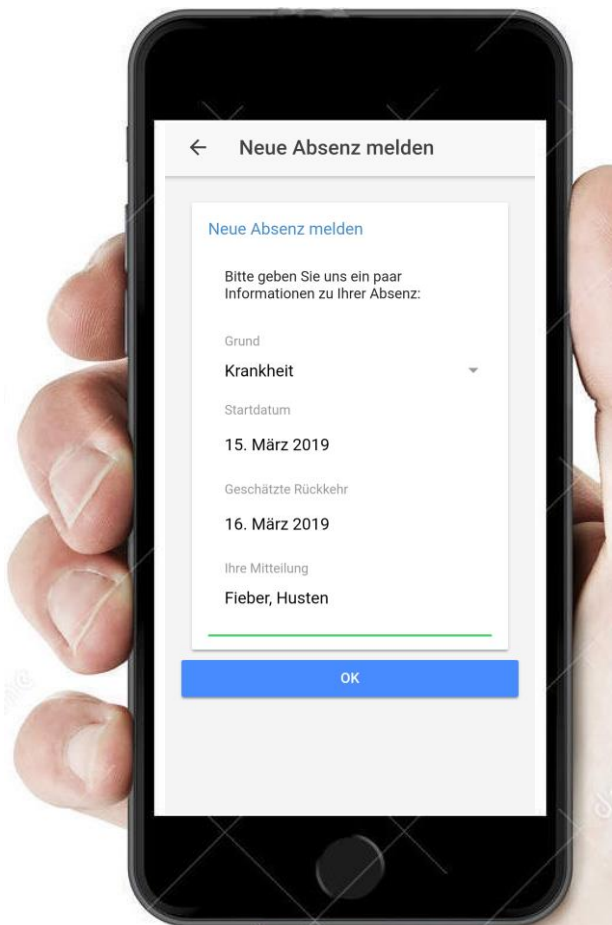 Neue Absenz melden
Neue Absenz melden
Bitte geben Sie uns ein paar
Informationen zu Ihrer Absenz:
Grund
Krankheit
Startdatum
15. März 2019
Geschätzte Rückkehr
16. März 2019
Ihre Mitteilung
Fieber, Husten
OK